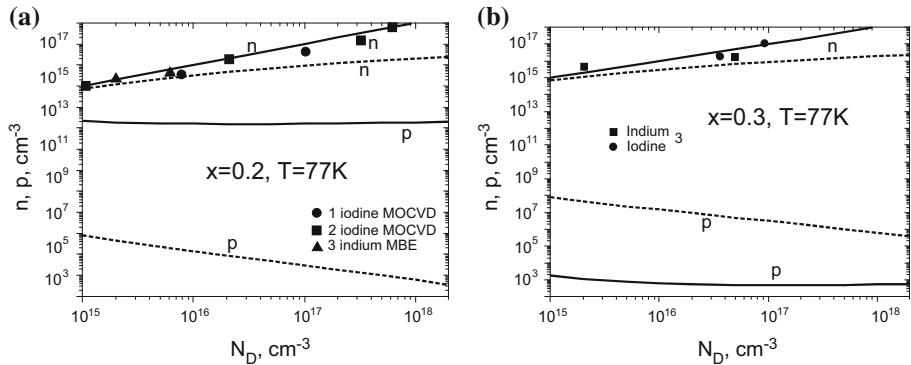 (a)
n, p, cm-3
10^17
10^15
10^13
10^12
10^9
10^7
10^5
10^3
n
n
n
p
x=0.2, T=77K
1 iodine MOCVD
2 iodine MOCVD
3 indium MBE
p
10^15 10^16 10^17 10^18
N_D, cm^-3
(b)
n, p, cm^-3
10^17
10^15
10^13
10^12
10^9
10^7
10^5
10^3
n
x=0.3, T=77K
Indium 3
Iodine
p
p
10^15 10^16 10^17 10^18
N_D, cm^-3